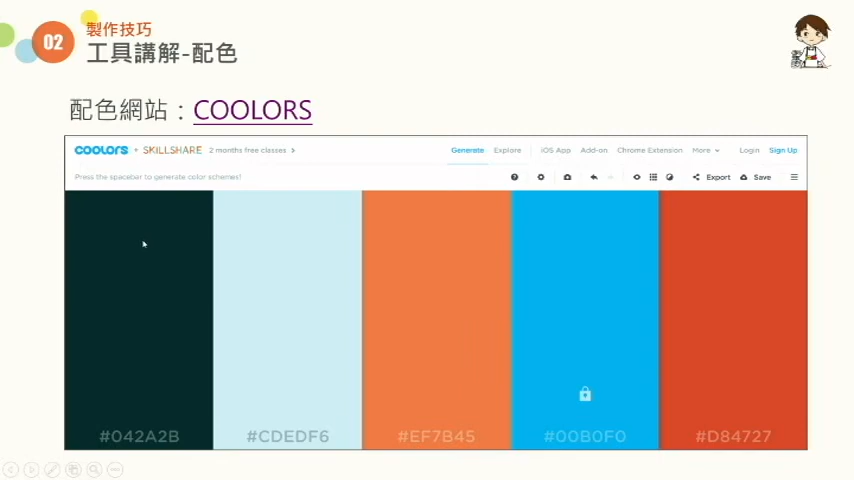 02
製作技巧
工具講解-配色
配色網站：COOLORS
coolors + SKILLSHARE 2 months free classes > Generate Explore iOS App Add-on Chrome Extension More Login Sign Up
Press the spacebar to generate color schemes! Export Save
#042A2B #CDEDF6 #EF7B45 #00B0F0 #D84727